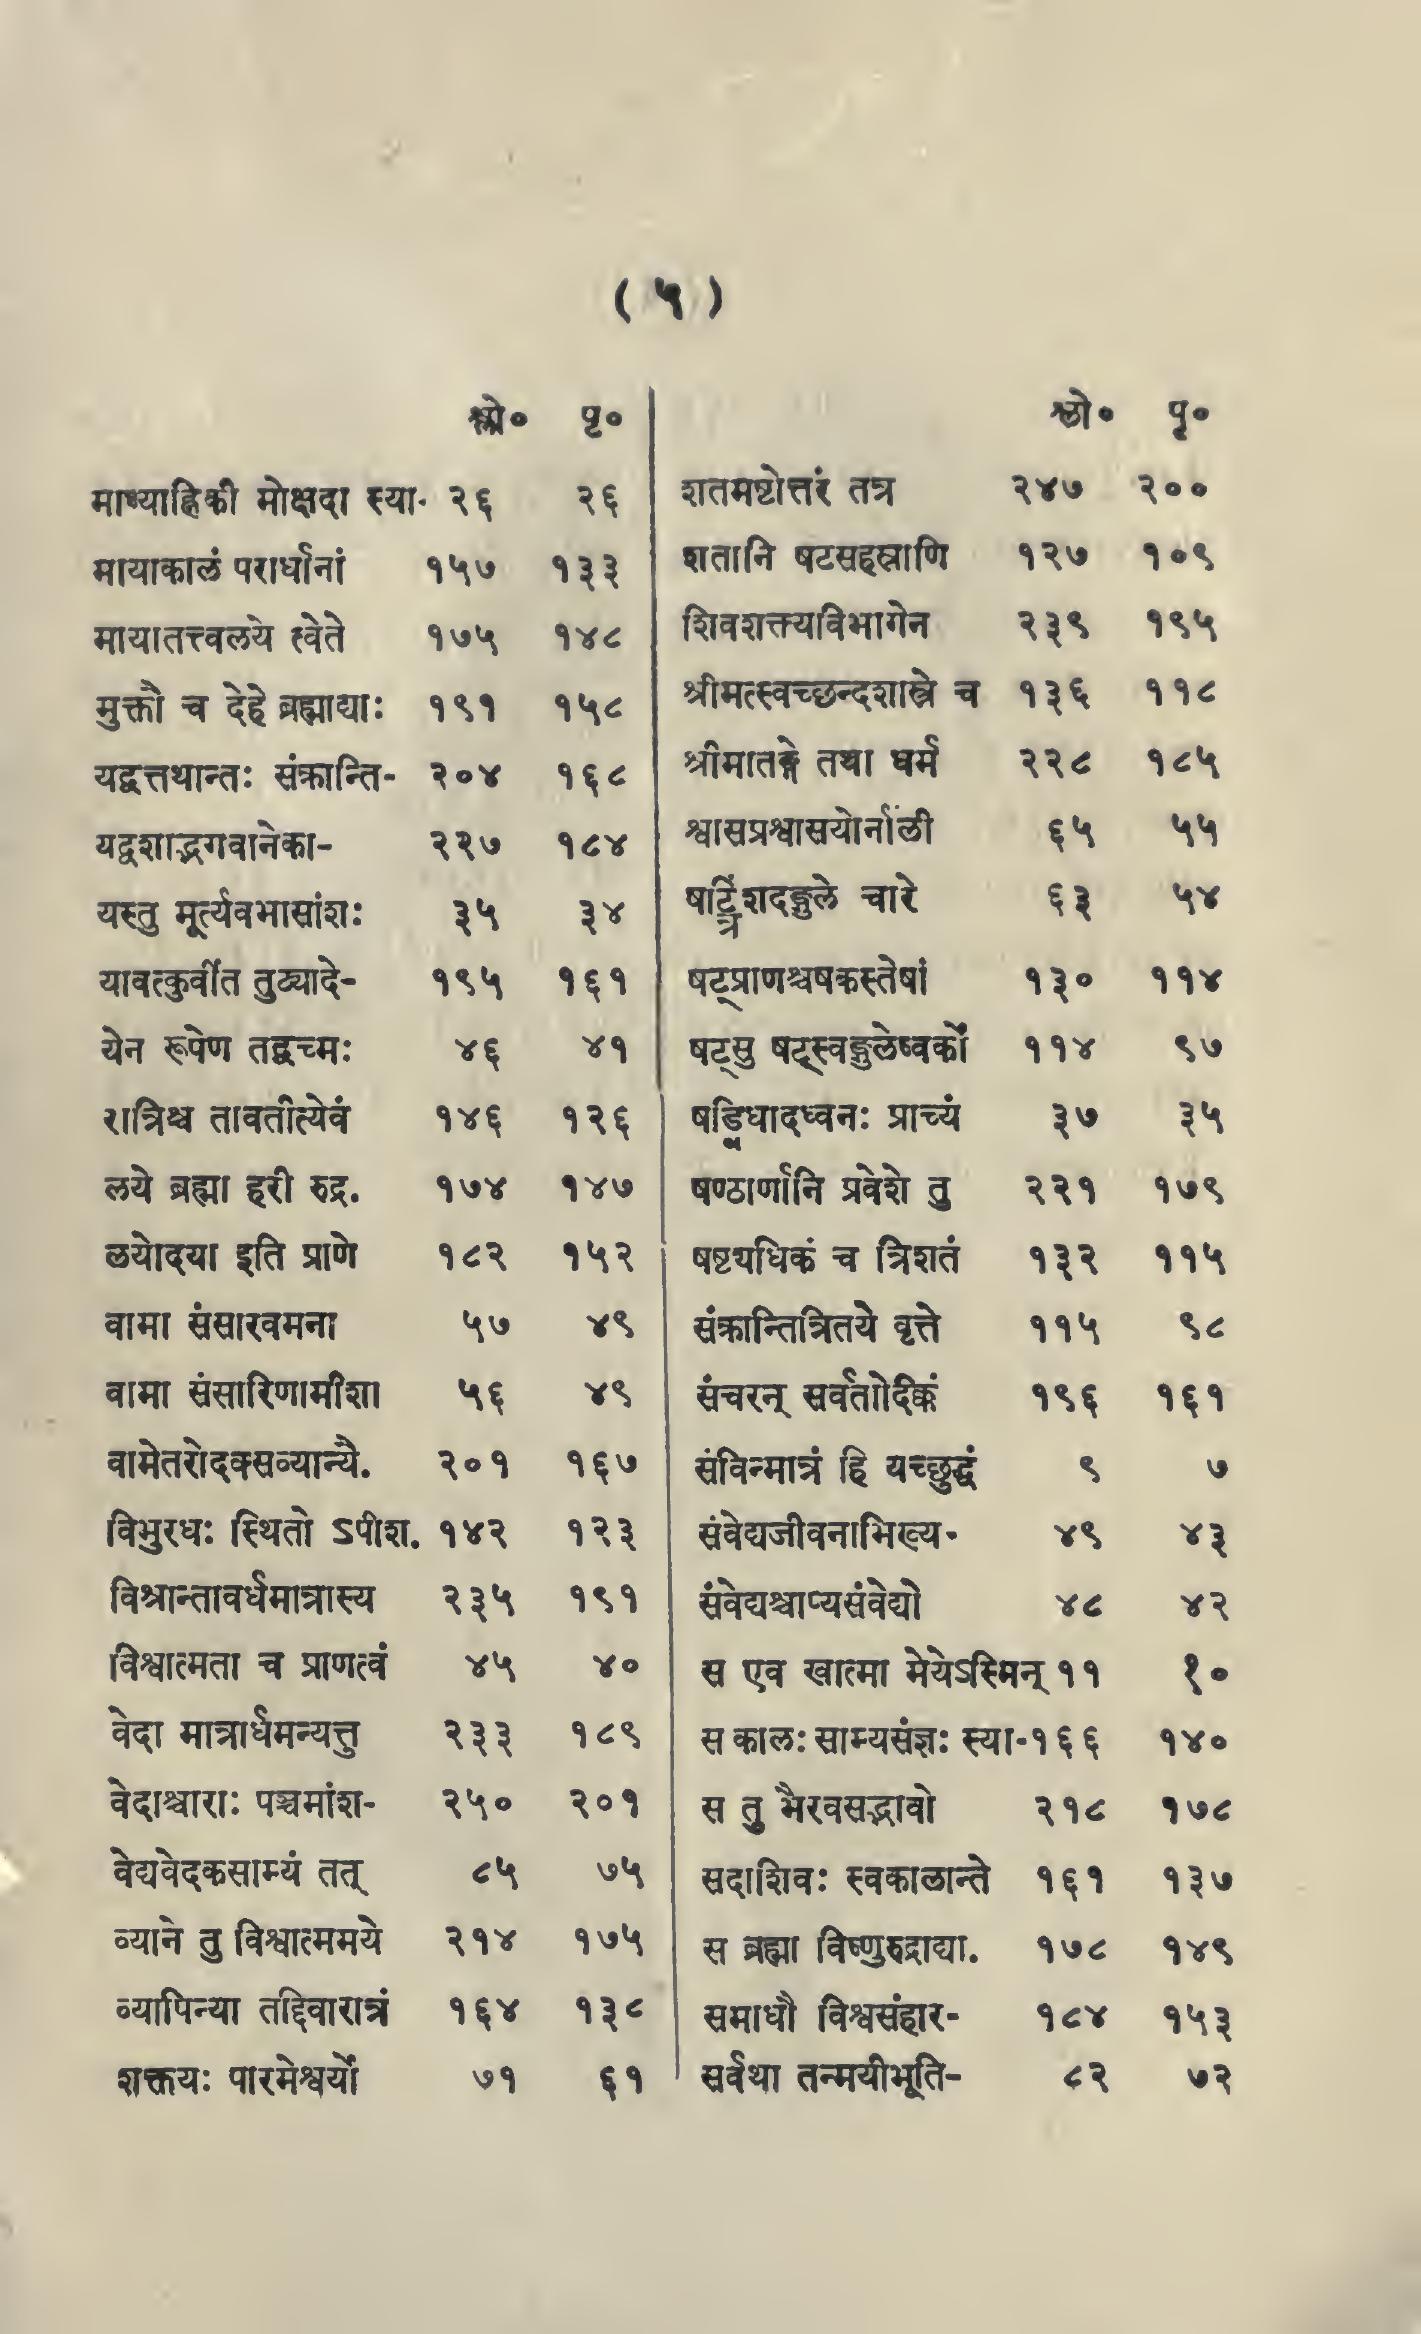 ( ५ )
श्लो० पृ०
माध्याह्निकी मोक्षदा स्या- २६ २६
मायाकालं परार्धानां १५७ १३३
मायातत्त्वलये त्वेते १७५ १४८
मुक्तौ च देहे ब्रह्माद्याः १९१ १५८
यद्वत्तथान्तः संक्रान्ति- २०४ १६८
यद्वशाद्भगवानेका- २२७ १८४
यस्तु मूर्त्यवभासांशः ३५ ३४
यावत्कुर्वीत तुट्यादे- १९५ १६१
येन रूपेण तद्वच्मः ४६ ४१
रात्रिश्च तावतीत्येवं १४६ १२६
लये ब्रह्मा हरी रुद्र. १७४ १४७
लयोदया इति प्राणे १८२ १५२
वामा संसारवमना ५७ ४९
वामा संसारिणामीशा ५६ ४९
वामेतरोदक्सव्यान्यै. २०१ १६७
विभुरधः स्थितो ऽपीश. १४२ १२३
विश्रान्तावर्धमात्रास्य २३५ १९१
विश्वात्मता च प्राणत्वं ४५ ४०
वेदा मात्रार्धमन्यत्तु २३३ १८९
वेदाश्चाराः पञ्चमांश- २५० २०१
वेद्यवेदकसाम्यं तत् ८५ ७५
व्याने तु विश्वात्ममये २१४ १७५
व्यापिन्या तद्दिवारात्रं १६४ १३८
शक्तयः पारमेश्वर्यो ७१ ६१
श्लो० पृ०
शतमष्टोत्तरं तत्र २४७ २००
शतानि षटसहस्राणि १२७ १०९
शिवशक्त्यविभागेन २३९ १९५
श्रीमत्स्वच्छन्दशास्त्रे च १३६ ११८
श्रीमातङ्गे तथा धर्म २२८ १८५
श्वासप्रश्वासयोर्नाली ६५ ५५
षट्त्रिंशदङ्गुले चारे ६३ ५४
षट्प्राणश्चषकस्तेषां १३० ११४
षट्सु षट्स्वङ्गुलेष्वर्को ११४ ९७
षड्विधादध्वनः प्राच्यं ३७ ३५
षण्ठार्णानि प्रवेशे तु २२१ १७९
षष्टयधिकं च त्रिशतं १३२ ११५
संक्रान्तित्रितये वृत्ते ११५ ९८
संचरन् सर्वतोदिक्कं १९६ १६१
संविन्मात्रं हि यच्छुद्धं ९ ७
संवेद्यजीवनाभिख्य- ४९ ४३
संवेद्यश्चाप्यसंवेद्यो ४८ ४२
स एव खात्मा मेयेऽस्मिन् ११ १०
स कालः साम्यसंज्ञः स्या-१६६ १४०
स तु भैरवसद्भावो २१८ १७८
सदाशिवः स्वकालान्ते १६१ १३७
स ब्रह्मा विष्णुरुद्राद्या. १७८ १४९
समाधौ विश्वसंहार- १८४ १५३
सर्वथा तन्मयीभूति- ८२ ७२